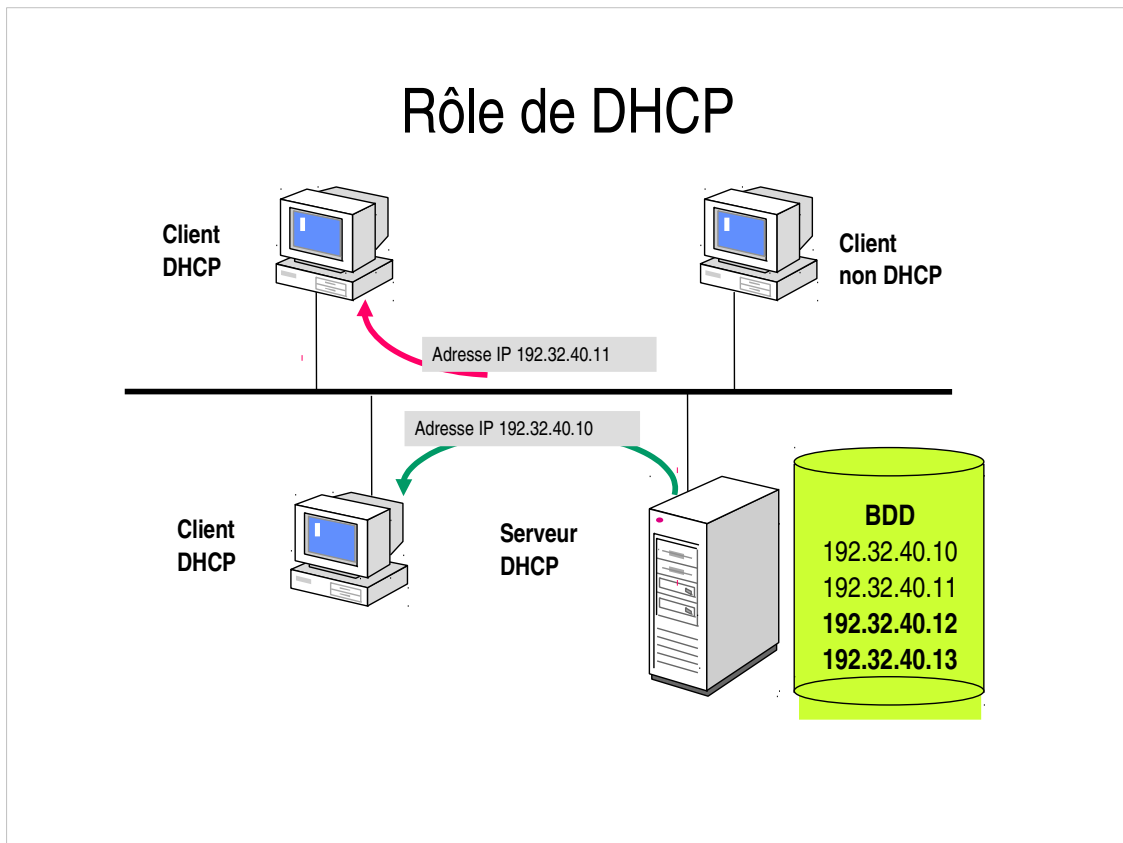 Rôle de DHCP
Client
DHCP
Client
non DHCP
Adresse IP 192.32.40.11
Adresse IP 192.32.40.10
Client
DHCP
Serveur
DHCP
BDD
192.32.40.10
192.32.40.11
192.32.40.12
192.32.40.13